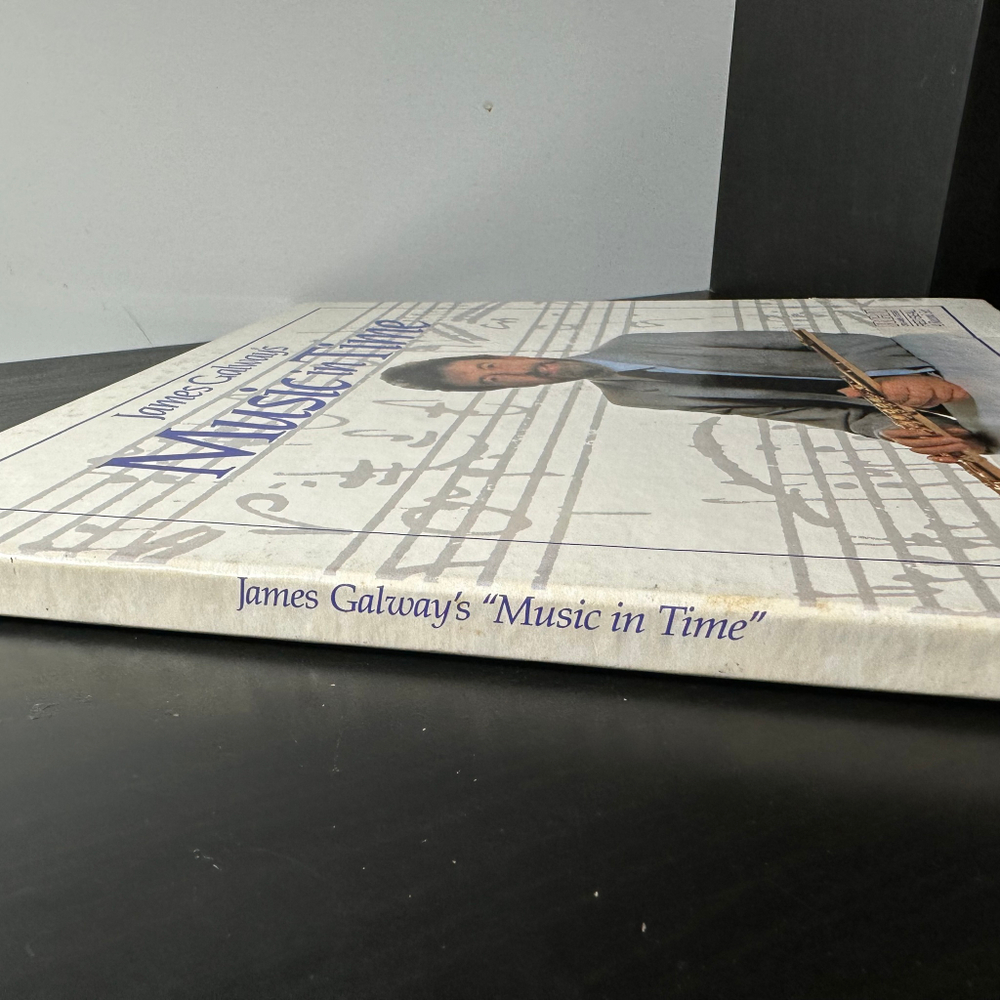 James Galway's
Music in Time
James Galway's “Music in Time”